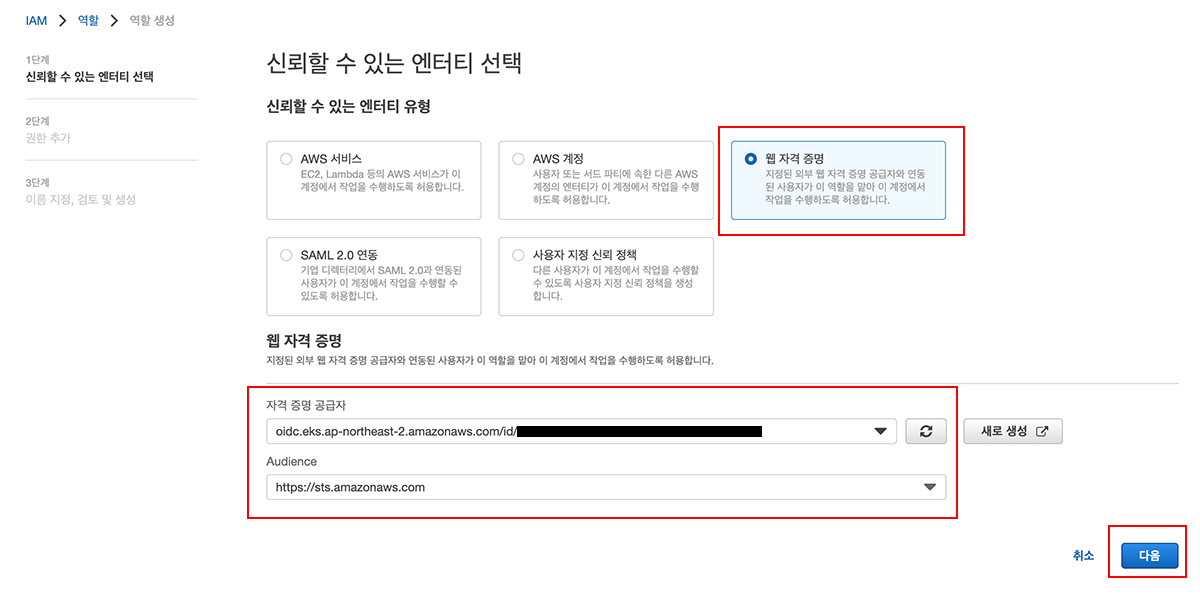 IAM > 역할 > 역할 생성
1단계
신뢰할 수 있는 엔터티 선택
2단계
권한 추가
3단계
이름 지정, 검토 및 생성
신뢰할 수 있는 엔터티 선택
신뢰할 수 있는 엔터티 유형
AWS 서비스
EC2, Lambda 등의 AWS 서비스가 이
계정에서 작업을 수행하도록 허용합니다.
AWS 계정
사용자 또는 서드 파티에 속한 다른 AWS
계정의 엔터티가 이 계정에서 작업을 수행
하도록 허용합니다.
웹 자격 증명
지정된 외부 웹 자격 증명 공급자와 연동
된 사용자가 이 역할을 맡아 이 계정에서
작업을 수행하도록 허용합니다.
SAML 2.0 연동
기업 디렉터리에서 SAML 2.0과 연동된
사용자가 이 계정에서 작업을 수행할 수
있도록 허용합니다.
사용자 지정 신뢰 정책
다른 사용자가 이 계정에서 작업을 수행할
수 있도록 사용자 지정 신뢰 정책을 생성
합니다.
웹 자격 증명
지정된 외부 웹 자격 증명 공급자와 연동된 사용자가 이 역할을 맡아 이 계정에서 작업을 수행하도록 허용합니다.
자격 증명 공급자
oidc.eks.ap-northeast-2.amazonaws.com/id/
새로 생성
Audience
https://sts.amazonaws.com
취소
다음